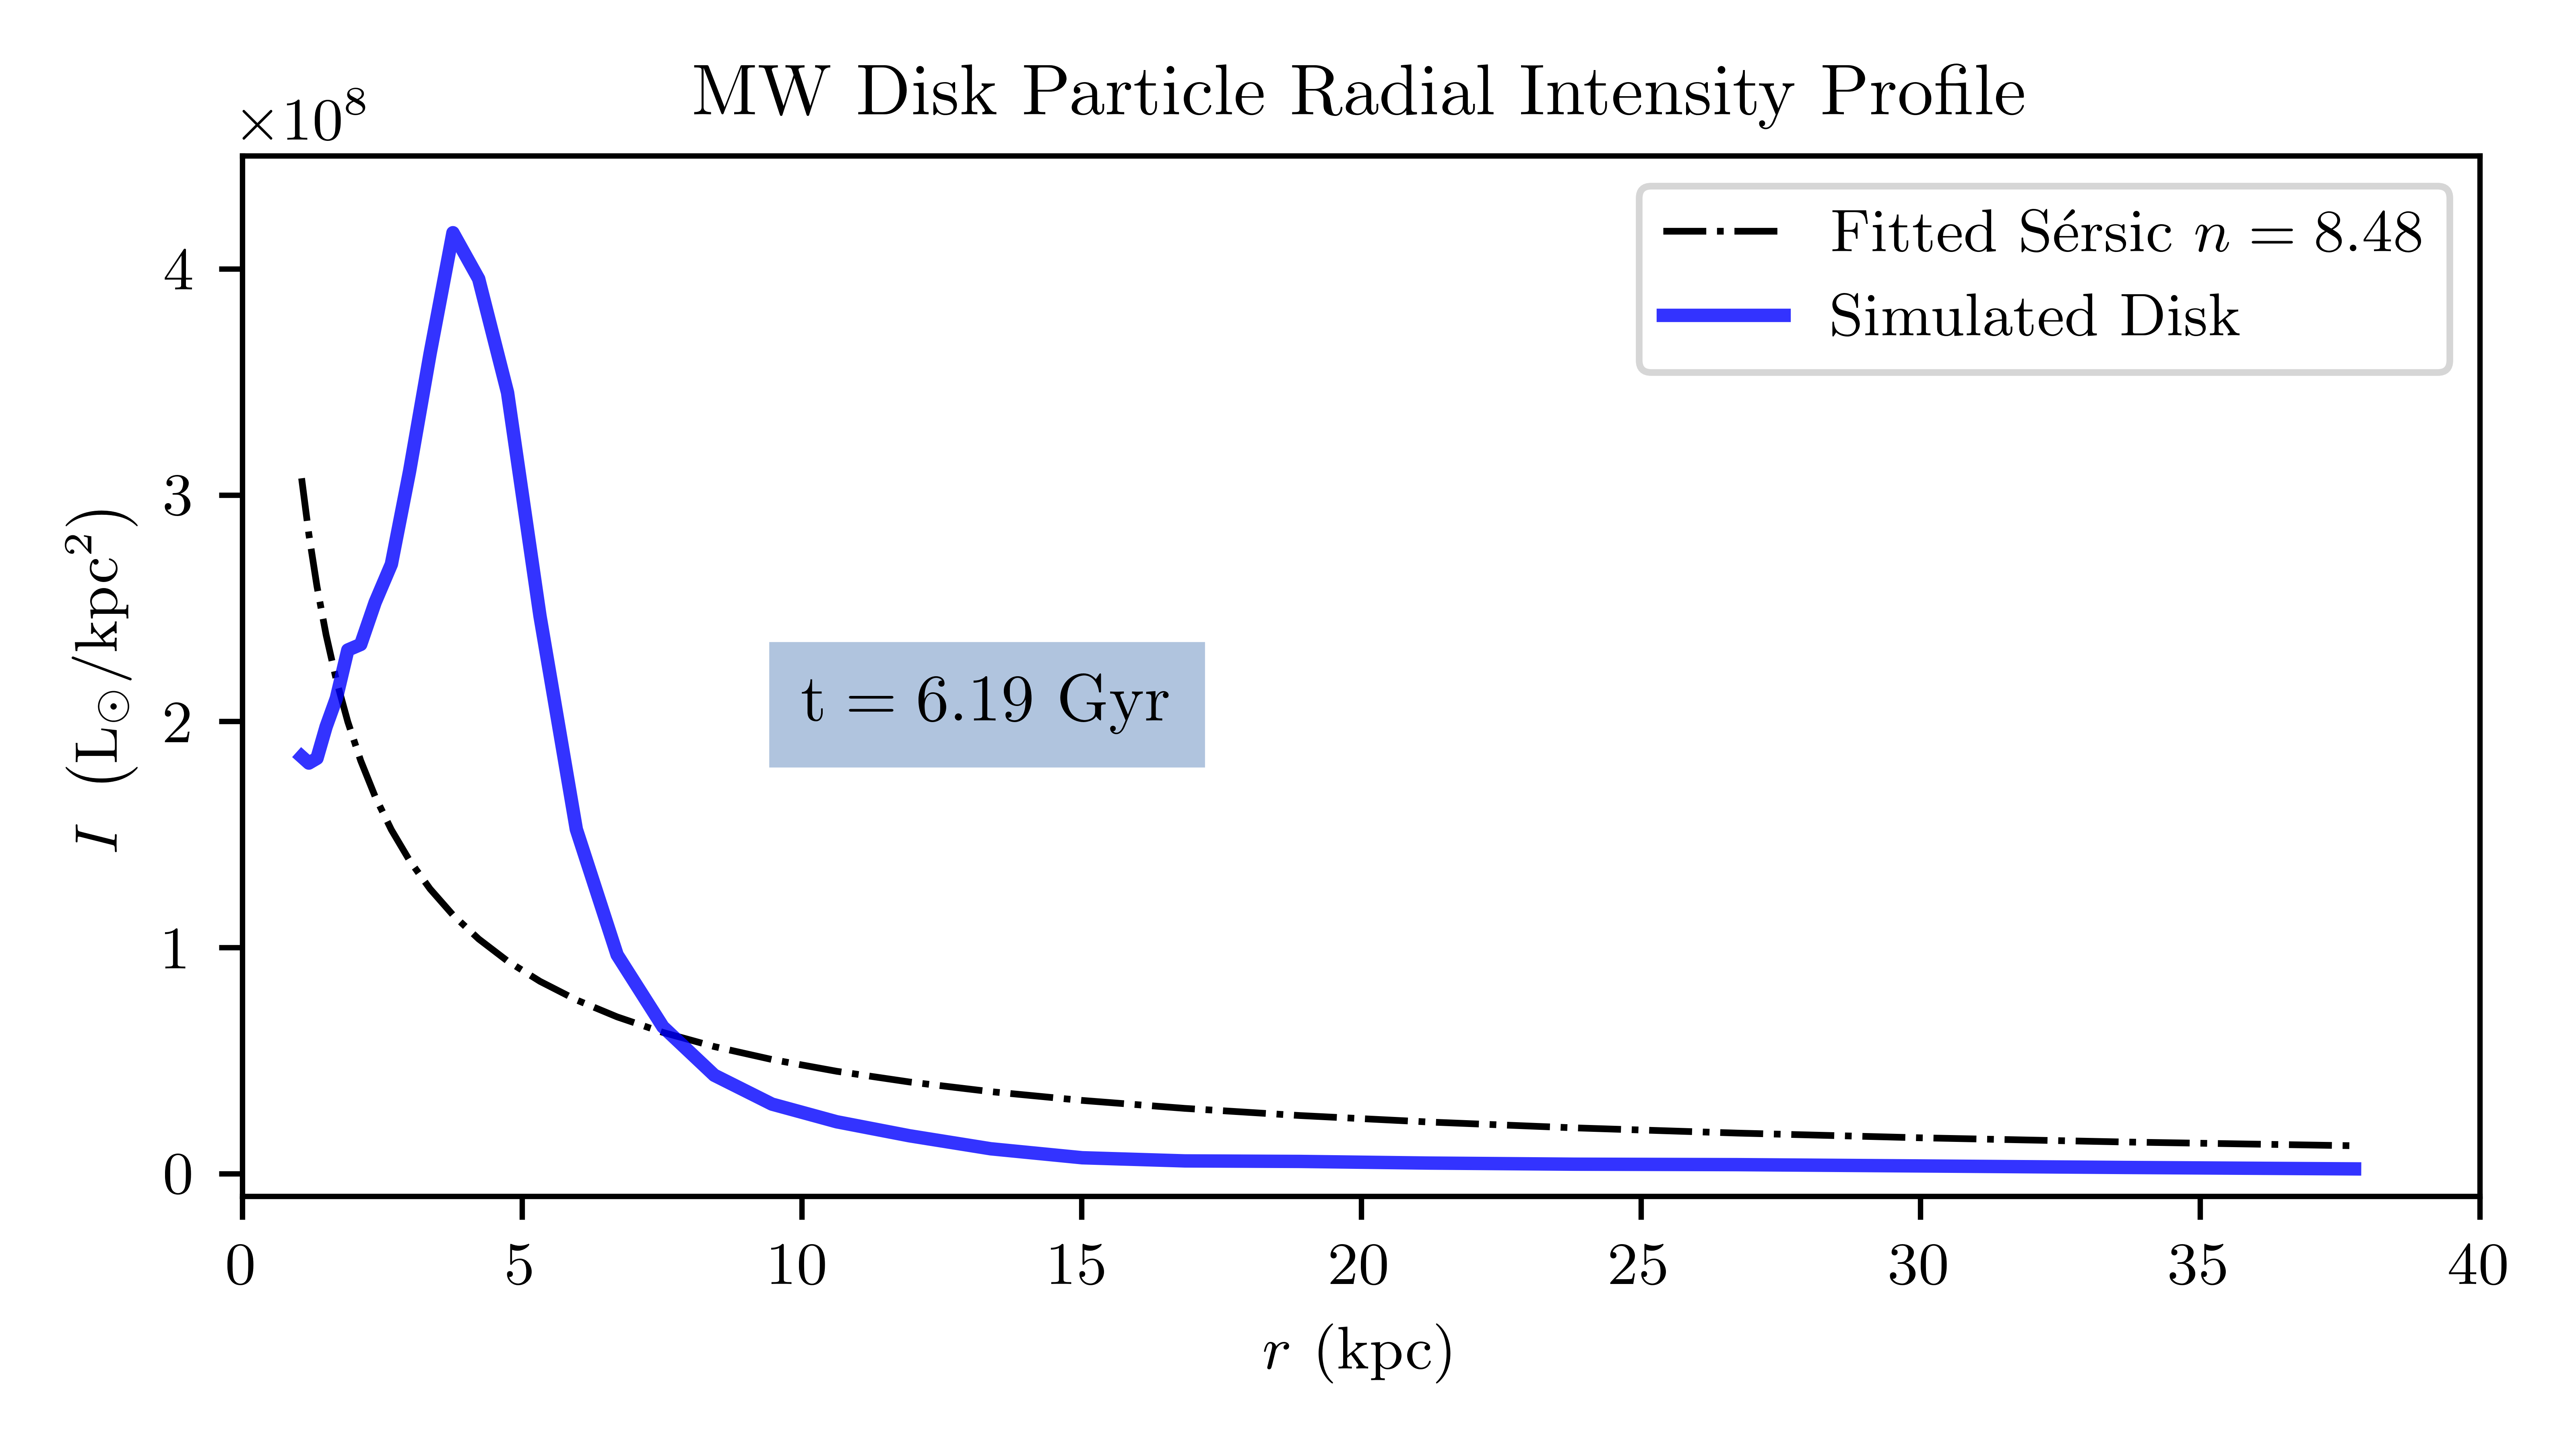 MW Disk Particle Radial Intensity Profile
×10⁸
Fitted Sérsic n = 8.48
Simulated Disk
4
3
2
1
0
I (L⊙/kpc²)
t = 6.19 Gyr
0 5 10 15 20 25 30 35 40
r (kpc)